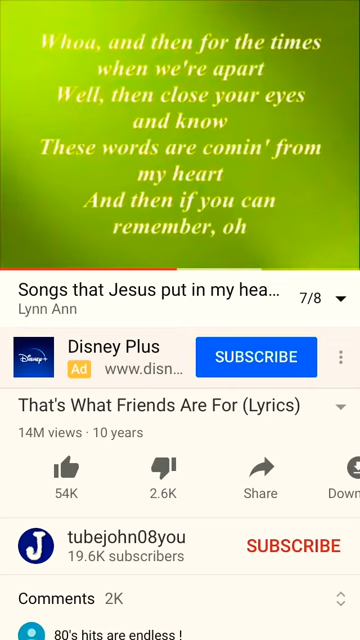 Whoa, and then for the times
when we're apart
Well, then close your eyes
and know
These words are comin' from
my heart
And then if you can
remember, oh
Songs that Jesus put in my hea...
7/8
Lynn Ann
Disney+
Disney Plus
Ad www.disn...
SUBSCRIBE
That's What Friends Are For (Lyrics)
14M views · 10 years
54K
2.6K
Share
Down
J
tubejohn08you
19.6K subscribers
SUBSCRIBE
Comments 2K
80's hits are endless !